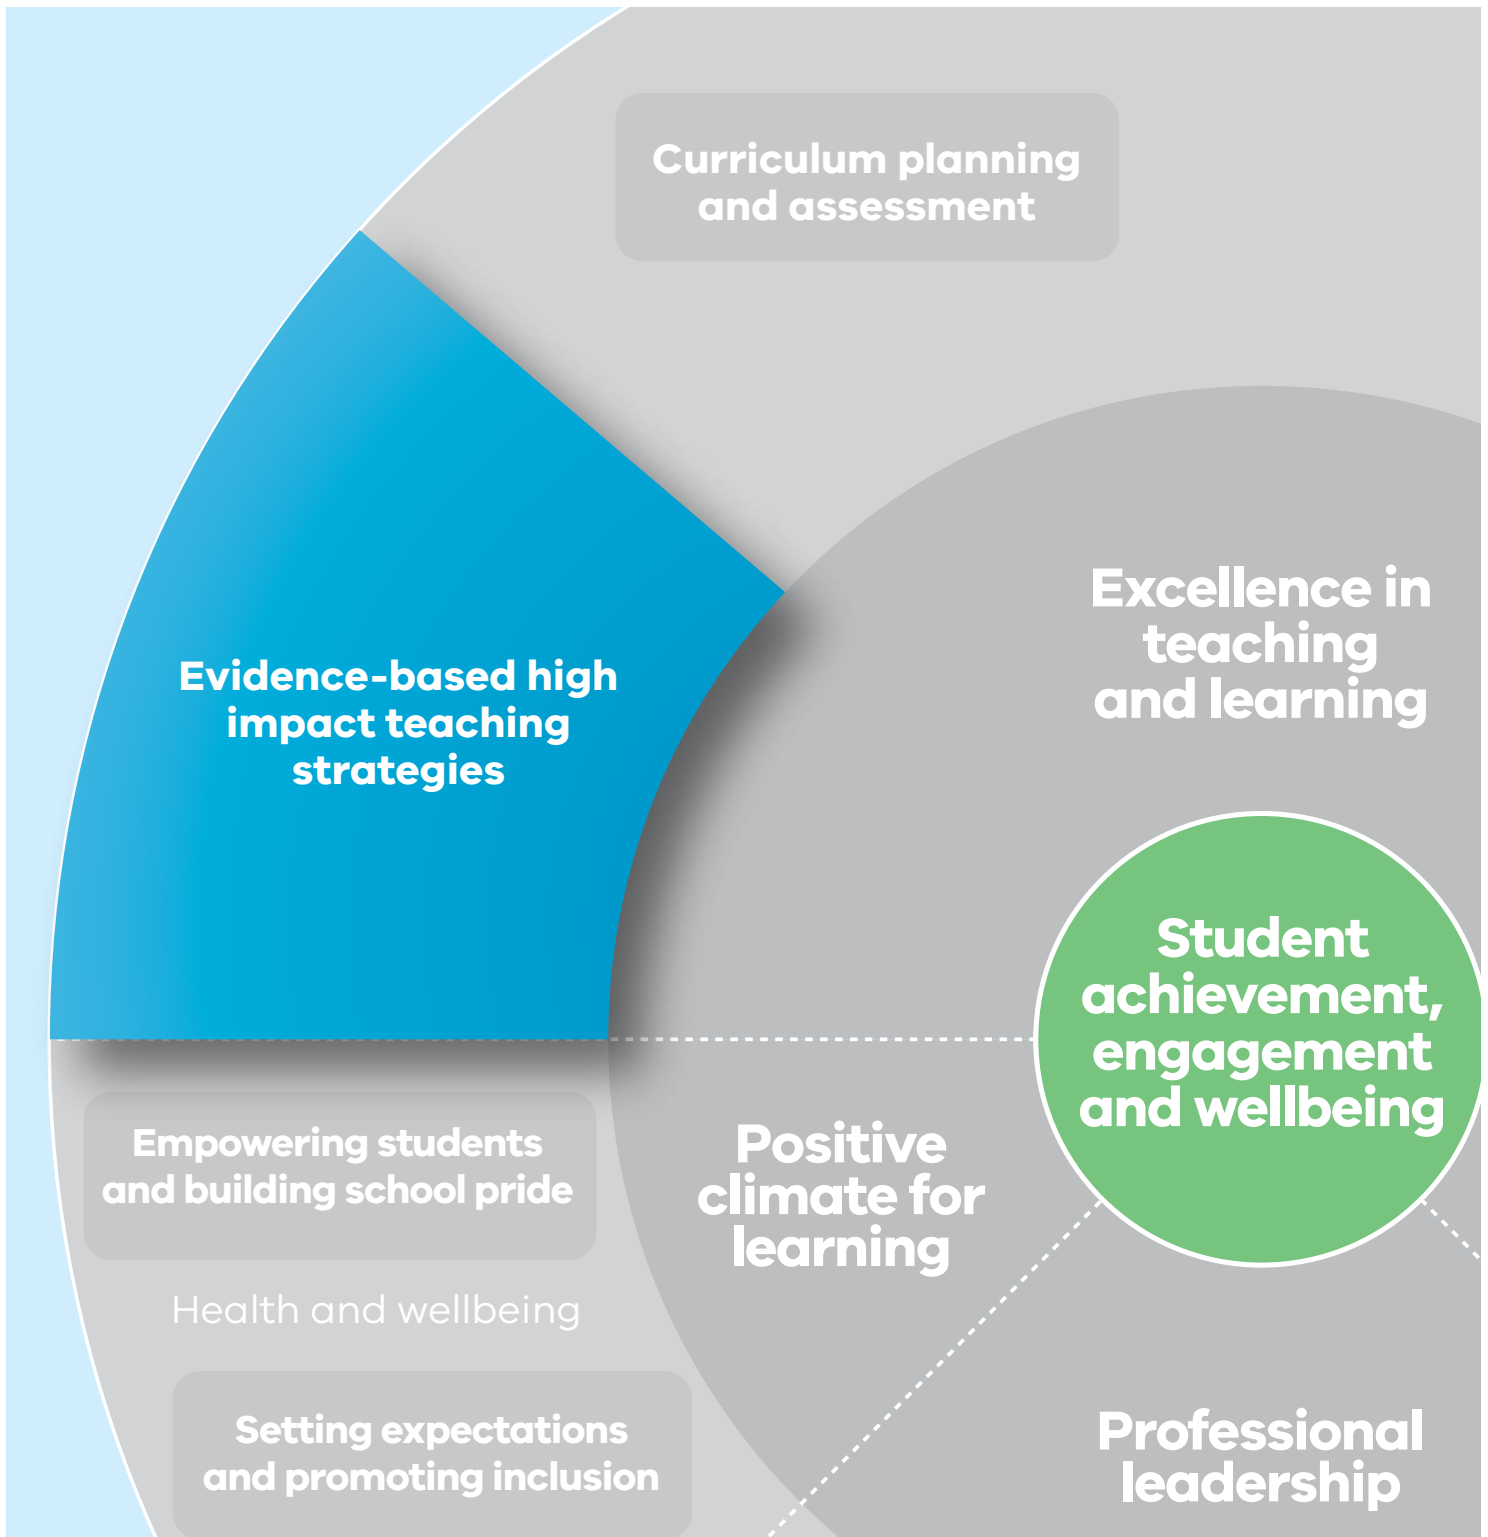 Curriculum planning
and assessment
Excellence in
teaching
and learning
Evidence-based high
impact teaching
strategies
Student
achievement,
engagement
and wellbeing
Empowering students
and building school pride
Positive
climate for
learning
Health and wellbeing
Setting expectations
and promoting inclusion
Professional
leadership